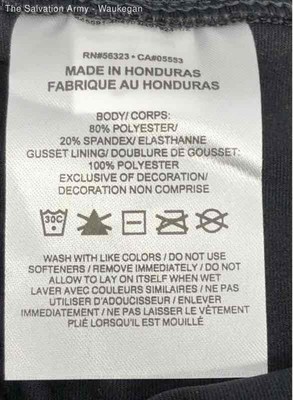 The Salvation Army - Waukegan
RN#56323 • CA#05553
MADE IN HONDURAS
FABRIQUE AU HONDURAS
BODY/ CORPS:
80% POLYESTER/
20% SPANDEX/ ELASTHANNE
GUSSET LINING/ DOUBLURE DE GOUSSET:
100% POLYESTER
EXCLUSIVE OF DECORATION/
DECORATION NON COMPRISE
30C
WASH WITH LIKE COLORS / DO NOT USE
SOFTENERS / REMOVE IMMEDIATELY / DO NOT
ALLOW TO LAY ON ITSELF WHEN WET
LAVER AVEC COULEURS SIMILAIRES / NE PAS
UTILISER D'ADOUCISSEUR / ENLEVER
IMMEDIATEMENT / NE PAS LAISSER LE VÊTEMENT
PLIÉ LORSQU'IL EST MOUILLÉ